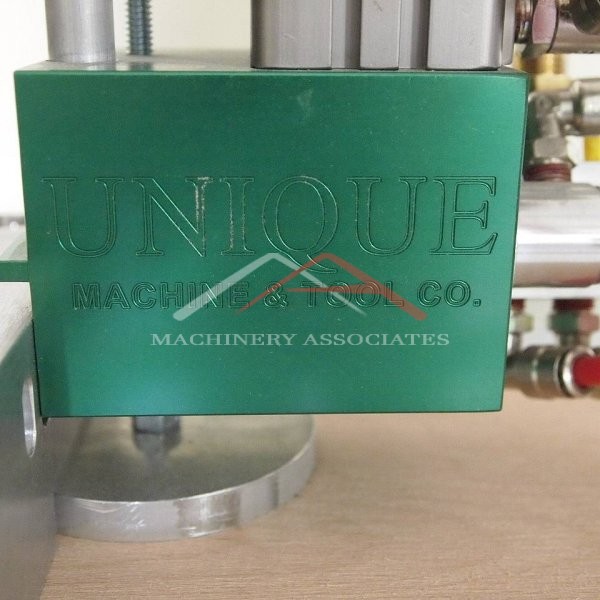 UNIQUE
MACHINE & TOOL CO.
MACHINERY ASSOCIATES